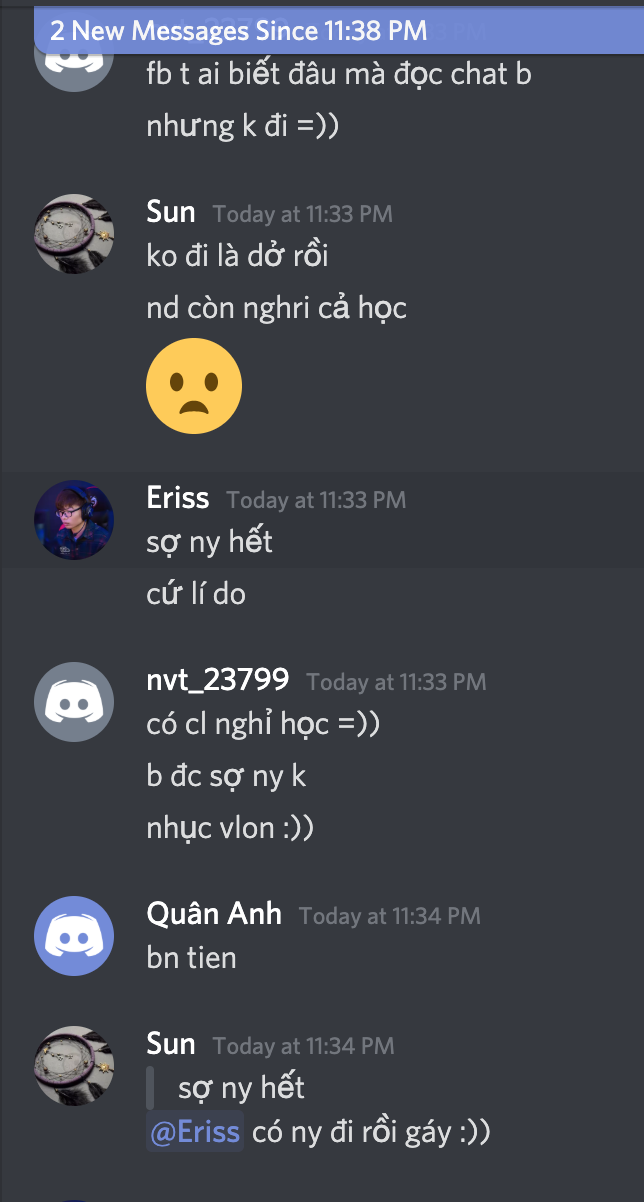 2 New Messages Since 11:38 PM
fb t ai biết đâu mà đọc chat b
nhưng k đi =))
Sun Today at 11:33 PM
ko đi là dở rồi
nd còn nghri cả học
Eriss Today at 11:33 PM
sợ ny hết
cứ lí do
nvt_23799 Today at 11:33 PM
có cl nghỉ học =))
b đc sợ ny k
nhục vlon :))
Quân Anh Today at 11:34 PM
bn tien
Sun Today at 11:34 PM
sợ ny hết
@Eriss có ny đi rồi gáy :))